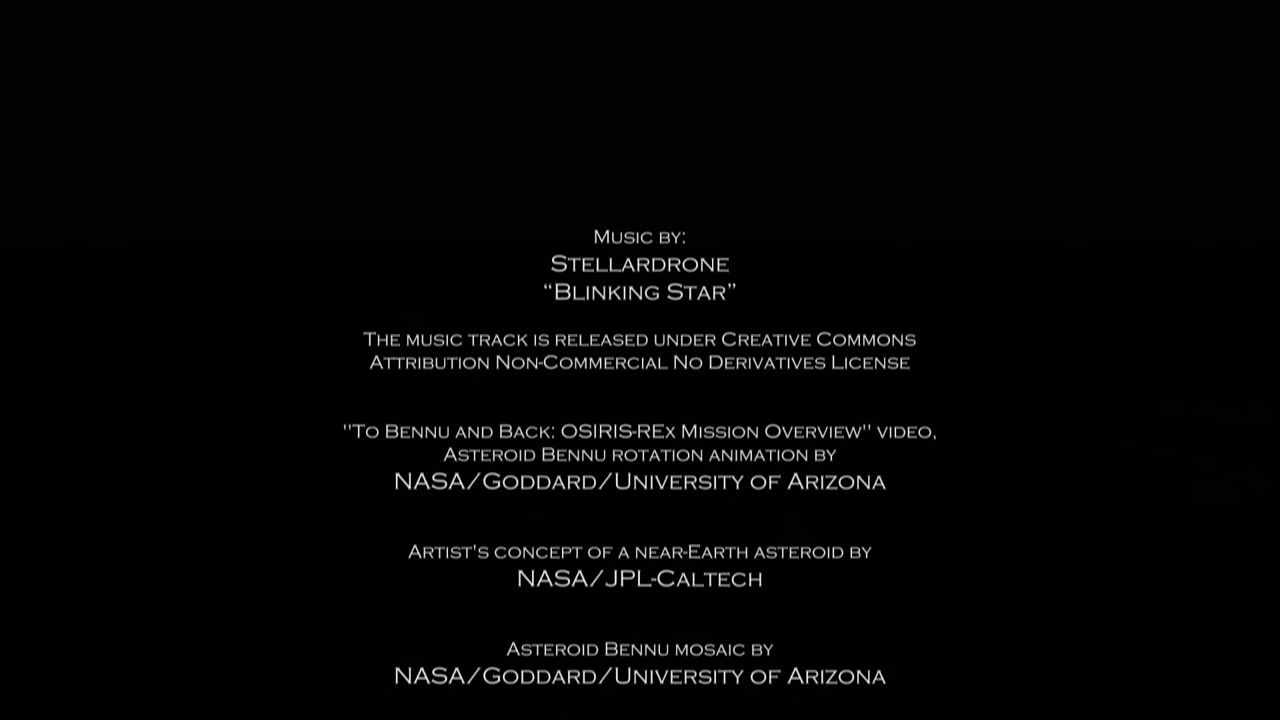 Music by:
Stellardrone
“Blinking Star”
The music track is released under Creative Commons
Attribution Non-Commercial No Derivatives License
"To Bennu and Back: OSIRIS-REx Mission Overview" video,
Asteroid Bennu rotation animation by
NASA/Goddard/University of Arizona
Artist's concept of a near-Earth asteroid by
NASA/JPL-Caltech
Asteroid Bennu mosaic by
NASA/Goddard/University of Arizona